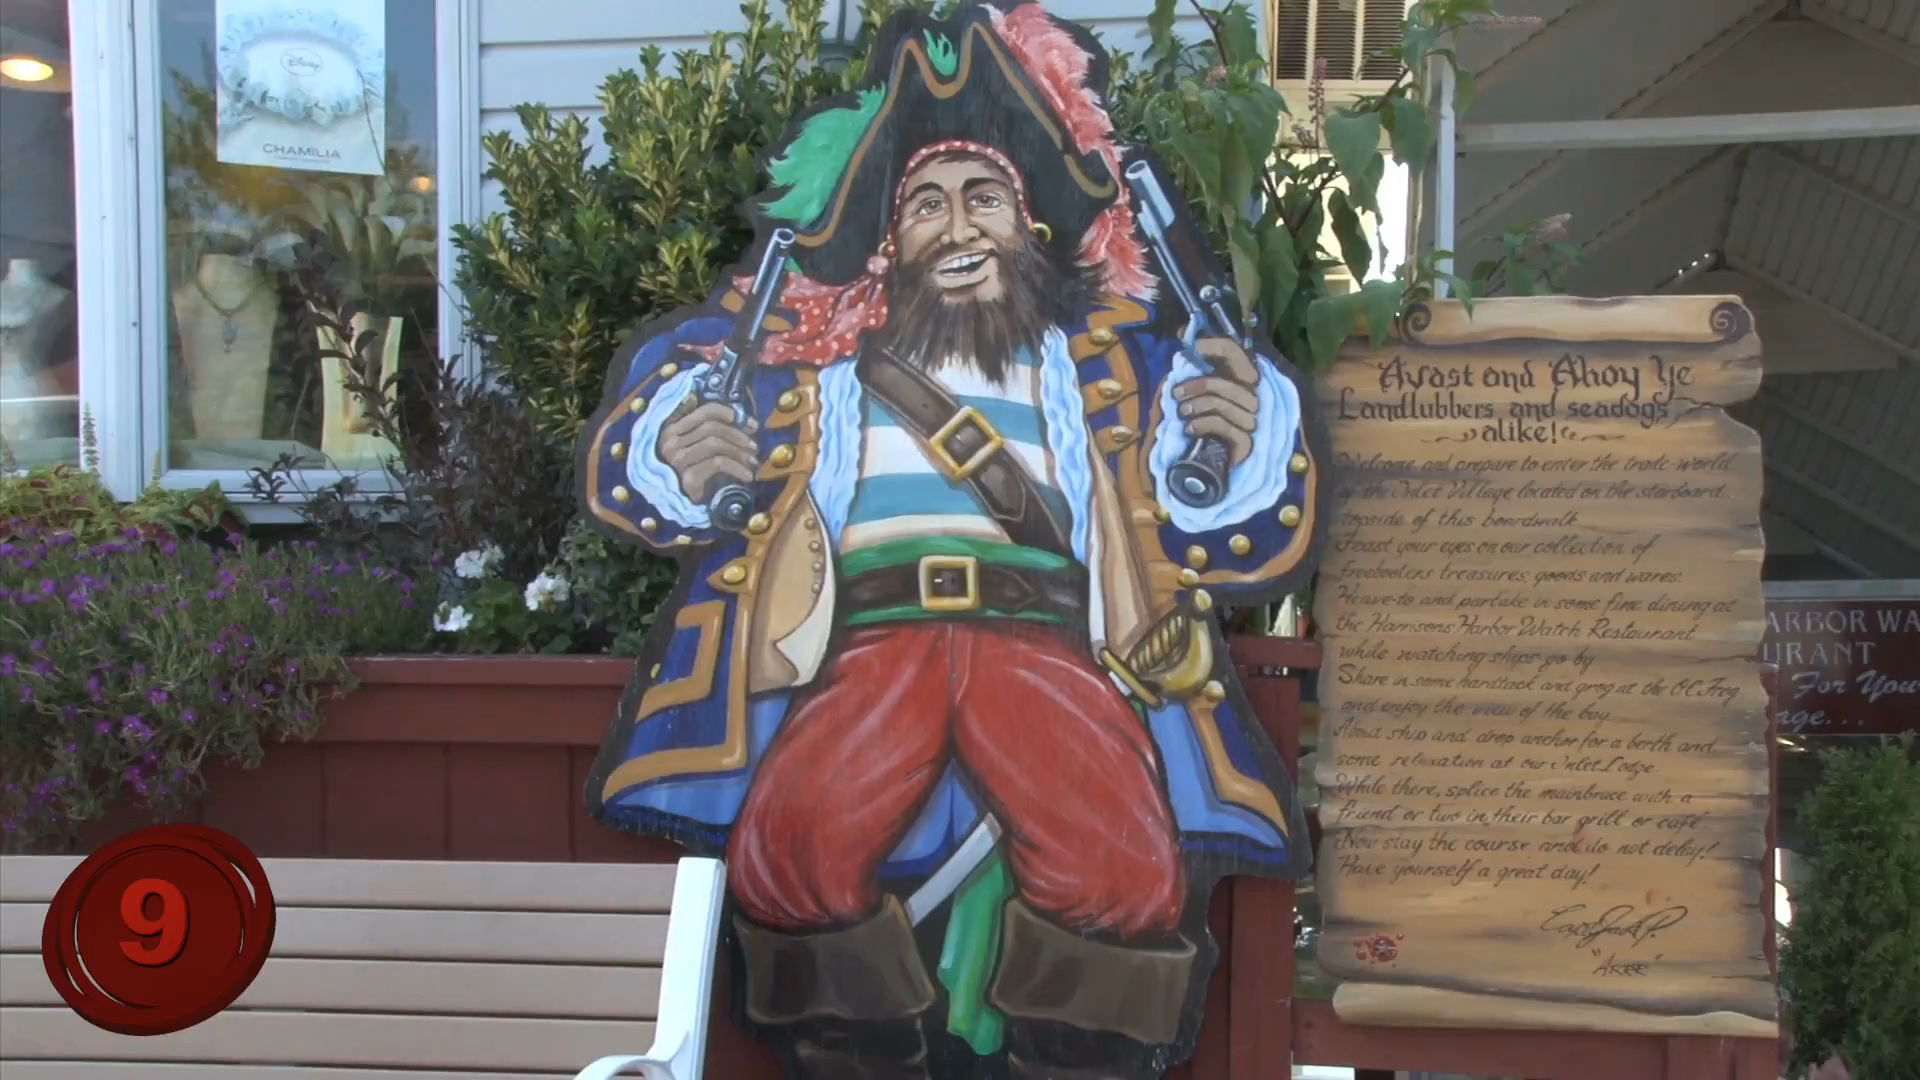 Disney
CHAMILIA
Avast and Ahoy Ye
Landlubbers and seadogs
alike!
Welcome and prepare to enter the trade-world
of the Inlet Village located on the starboard
topside of this boardwalk
Feast your eyes on our collection of
freebooters treasures, goods and wares.
Heave-to and partake in some fine dining at
the Harrisons Harbor Watch Restaurant
while watching ships go by
Share in some hardtack and grog at the OC Frog
and enjoy the view of the bay
About ship and drop anchor for a berth and
some relaxation at our Inlet Lodge
While there, splice the mainbrace with a
friend or two in their bar grill or café
Now stay the course and do not delay!
Have yourself a great day!
Capt Jack P.
"Arrr"
ARBOR WA
URANT
For You
age...
9